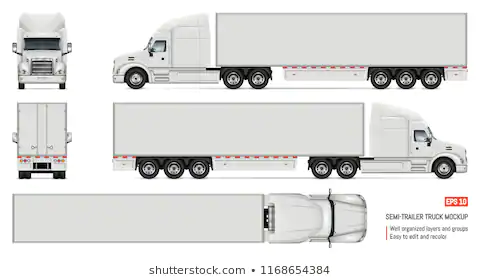 EPS 10
SEMI-TRAILER TRUCK MOCKUP
Well organized layers and groups
Easy to edit and recolor
shutterstock.com • 1168654384